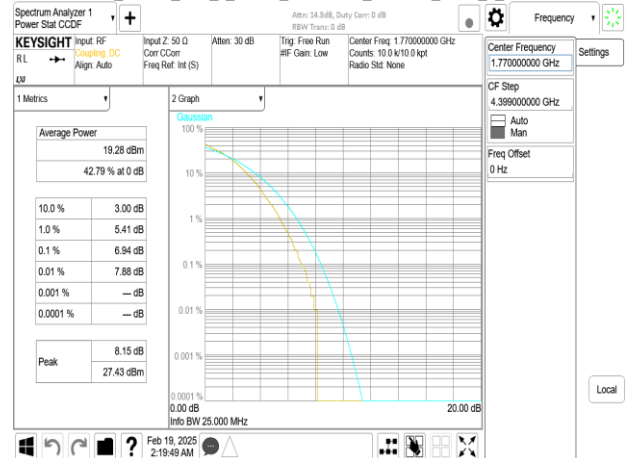 Spectrum Analyzer 1
Power Stat CCDF
Attn: 14.8dB, Duty Corr: 0 dB
RBW Trans: 0 dB
Frequency
KEYSIGHT
RL
LXI
Input: RF
Coupling: DC
Align: Auto
Input Z: 50 Ω
Corr CCorr
Freq Ref: Int (S)
Atten: 30 dB
Trig: Free Run
#IF Gain: Low
Center Freq: 1.770000000 GHz
Counts: 10.0 k/10.0 kpt
Radio Std: None
Center Frequency
1.770000000 GHz
Settings
CF Step
4.399000000 GHz
Auto
Man
Freq Offset
0 Hz
1 Metrics
Average Power
19.28 dBm
42.79 % at 0 dB
10.0 % 3.00 dB
1.0 % 5.41 dB
0.1 % 6.94 dB
0.01 % 7.88 dB
0.001 % --- dB
0.0001 % --- dB
Peak
8.15 dB
27.43 dBm
2 Graph
Gaussian
100 %
10 %
1 %
0.1 %
0.01 %
0.001 %
0.0001 %
0.00 dB 20.00 dB
Info BW 25.000 MHz
Local
?
Feb 19, 2025
2:19:49 AM